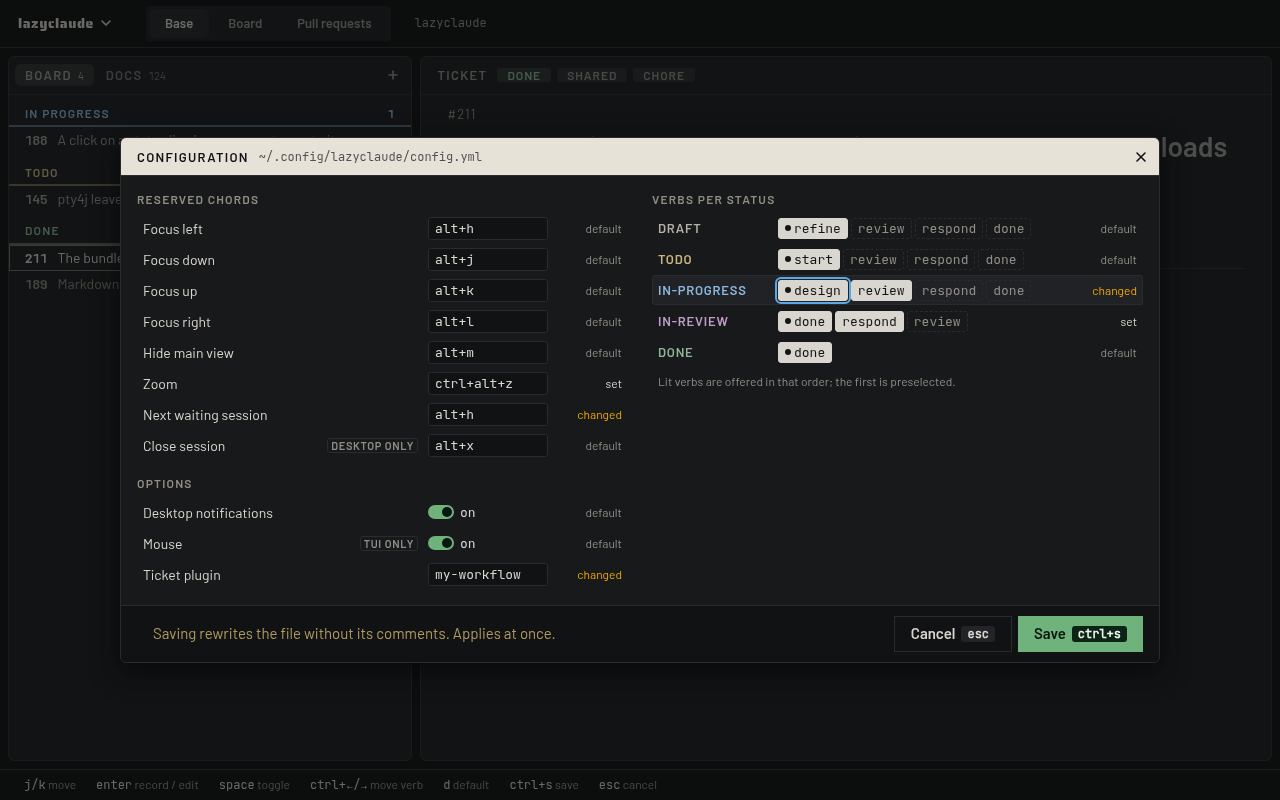 lazyclaude Base Board Pull requests lazyclaude
BOARD 4 DOCS 124 +
TICKET DONE SHARED CHORE
IN PROGRESS 1
#211
188 A click on
loads
TODO
145 pty4j leave
DONE
211 The bundle
189 Markdown
CONFIGURATION ~/.config/lazyclaude/config.yml
RESERVED CHORDS
Focus left alt+h default
Focus down alt+j default
Focus up alt+k default
Focus right alt+l default
Hide main view alt+m default
Zoom ctrl+alt+z set
Next waiting session alt+h changed
Close session DESKTOP ONLY alt+x default
OPTIONS
Desktop notifications on default
Mouse TUI ONLY on default
Ticket plugin my-workflow changed
VERBS PER STATUS
DRAFT refine review respond done default
TODO start review respond done default
IN-PROGRESS design review respond done changed
IN-REVIEW done respond review set
DONE done default
Lit verbs are offered in that order; the first is preselected.
Saving rewrites the file without its comments. Applies at once.
Cancel esc Save ctrl+s
j/k move enter record / edit space toggle ctrl+←/→ move verb d default ctrl+s save esc cancel